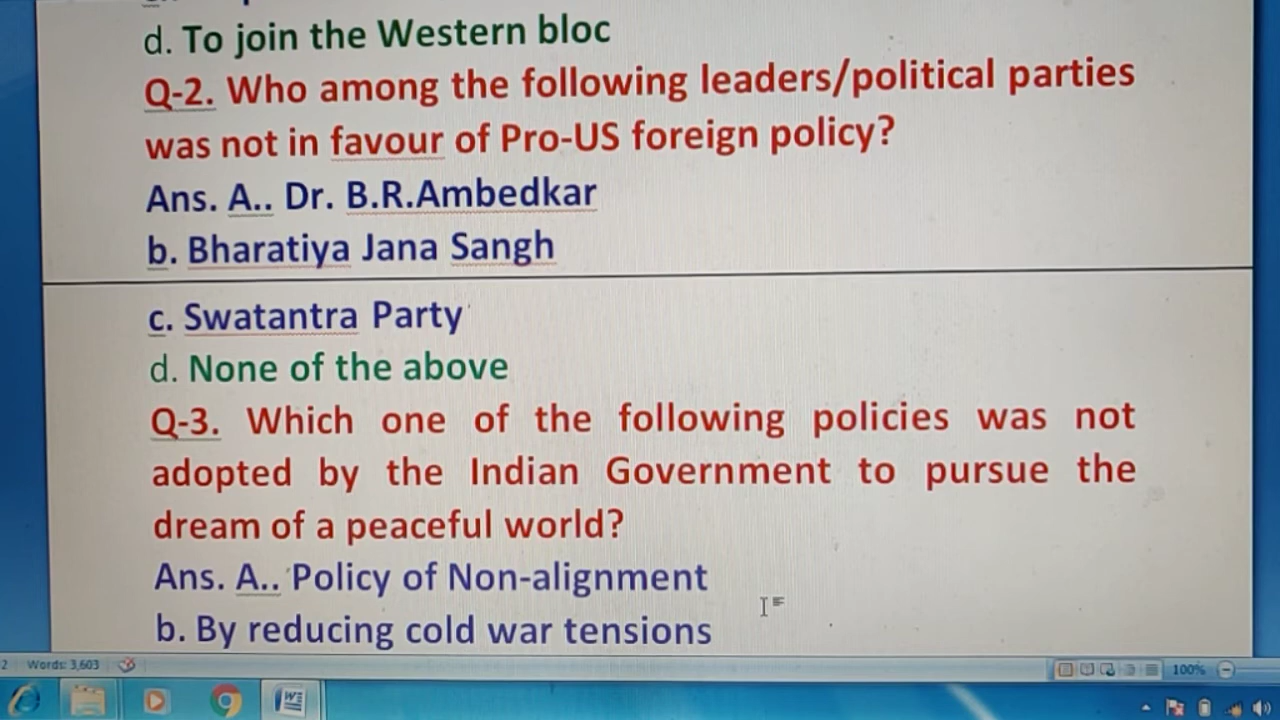 d. To join the Western bloc
Q-2. Who among the following leaders/political parties
was not in favour of Pro-US foreign policy?
Ans. A.. Dr. B.R.Ambedkar
b. Bharatiya Jana Sangh
c. Swatantra Party
d. None of the above
Q-3. Which one of the following policies was not
adopted by the Indian Government to pursue the
dream of a peaceful world?
Ans. A.. Policy of Non-alignment
b. By reducing cold war tensions
2 Words: 3,603 100%